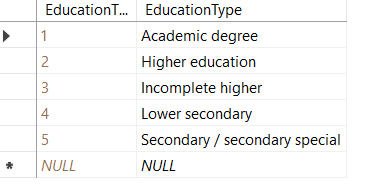 EducationT... EducationType
1 Academic degree
2 Higher education
3 Incomplete higher
4 Lower secondary
5 Secondary / secondary special
NULL NULL